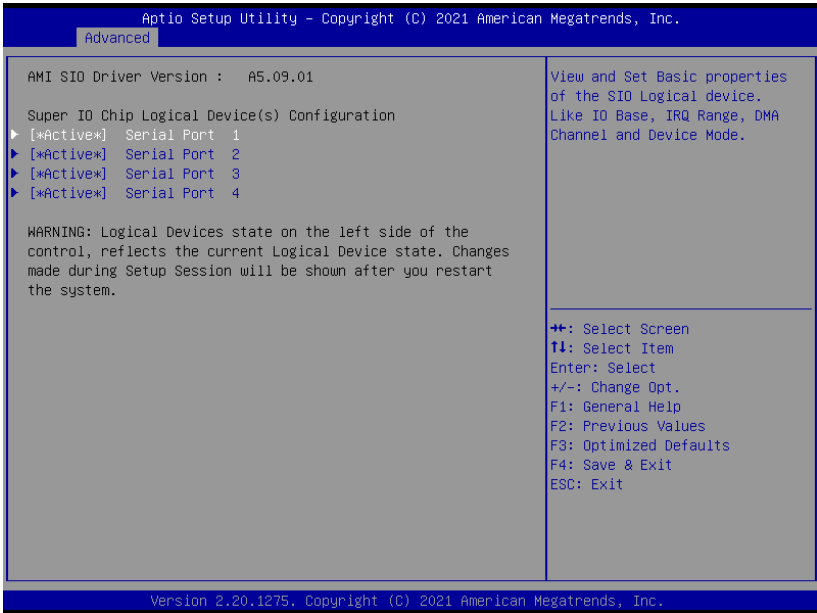 Aptio Setup Utility – Copyright (C) 2021 American Megatrends, Inc.
Advanced
AMI SIO Driver Version : A5.09.01
Super IO Chip Logical Device(s) Configuration
► [*Active*] Serial Port 1
► [*Active*] Serial Port 2
► [*Active*] Serial Port 3
► [*Active*] Serial Port 4
WARNING: Logical Devices state on the left side of the
control, reflects the current Logical Device state. Changes
made during Setup Session will be shown after you restart
the system.
View and Set Basic properties
of the SIO Logical device.
Like IO Base, IRQ Range, DMA
Channel and Device Mode.
→←: Select Screen
↑↓: Select Item
Enter: Select
+/-: Change Opt.
F1: General Help
F2: Previous Values
F3: Optimized Defaults
F4: Save & Exit
ESC: Exit
Version 2.20.1275. Copyright (C) 2021 American Megatrends, Inc.